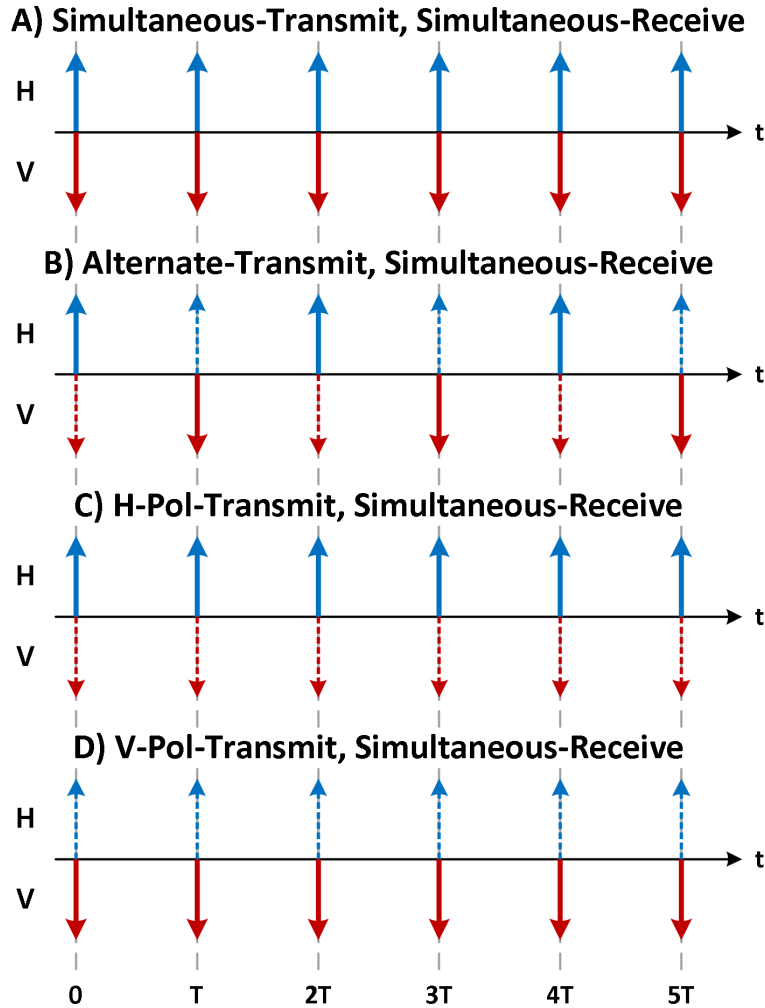 A) Simultaneous-Transmit, Simultaneous-Receive
H
t
V
B) Alternate-Transmit, Simultaneous-Receive
H
t
V
C) H-Pol-Transmit, Simultaneous-Receive
H
t
V
D) V-Pol-Transmit, Simultaneous-Receive
H
t
V
0 T 2T 3T 4T 5T